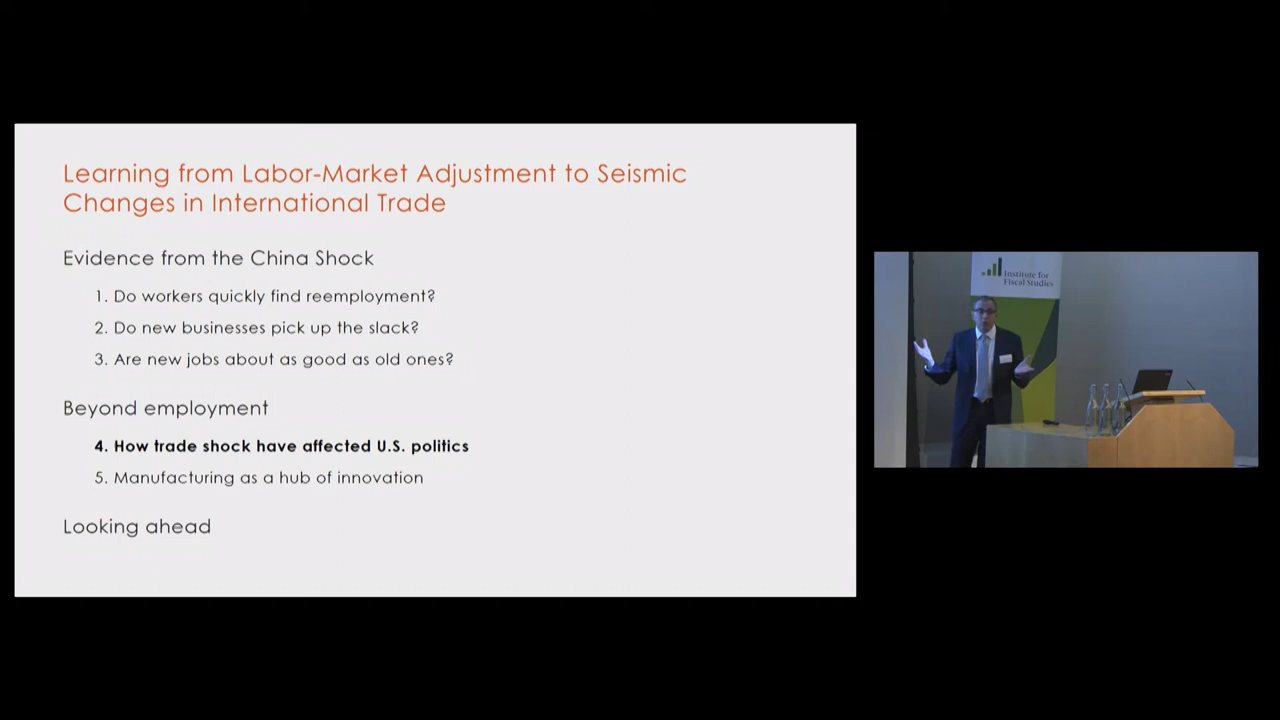 Learning from Labor-Market Adjustment to Seismic
Changes in International Trade
Evidence from the China Shock
1. Do workers quickly find reemployment?
2. Do new businesses pick up the slack?
3. Are new jobs about as good as old ones?
Beyond employment
4. How trade shock have affected U.S. politics
5. Manufacturing as a hub of innovation
Looking ahead
Institute for
Fiscal Studies